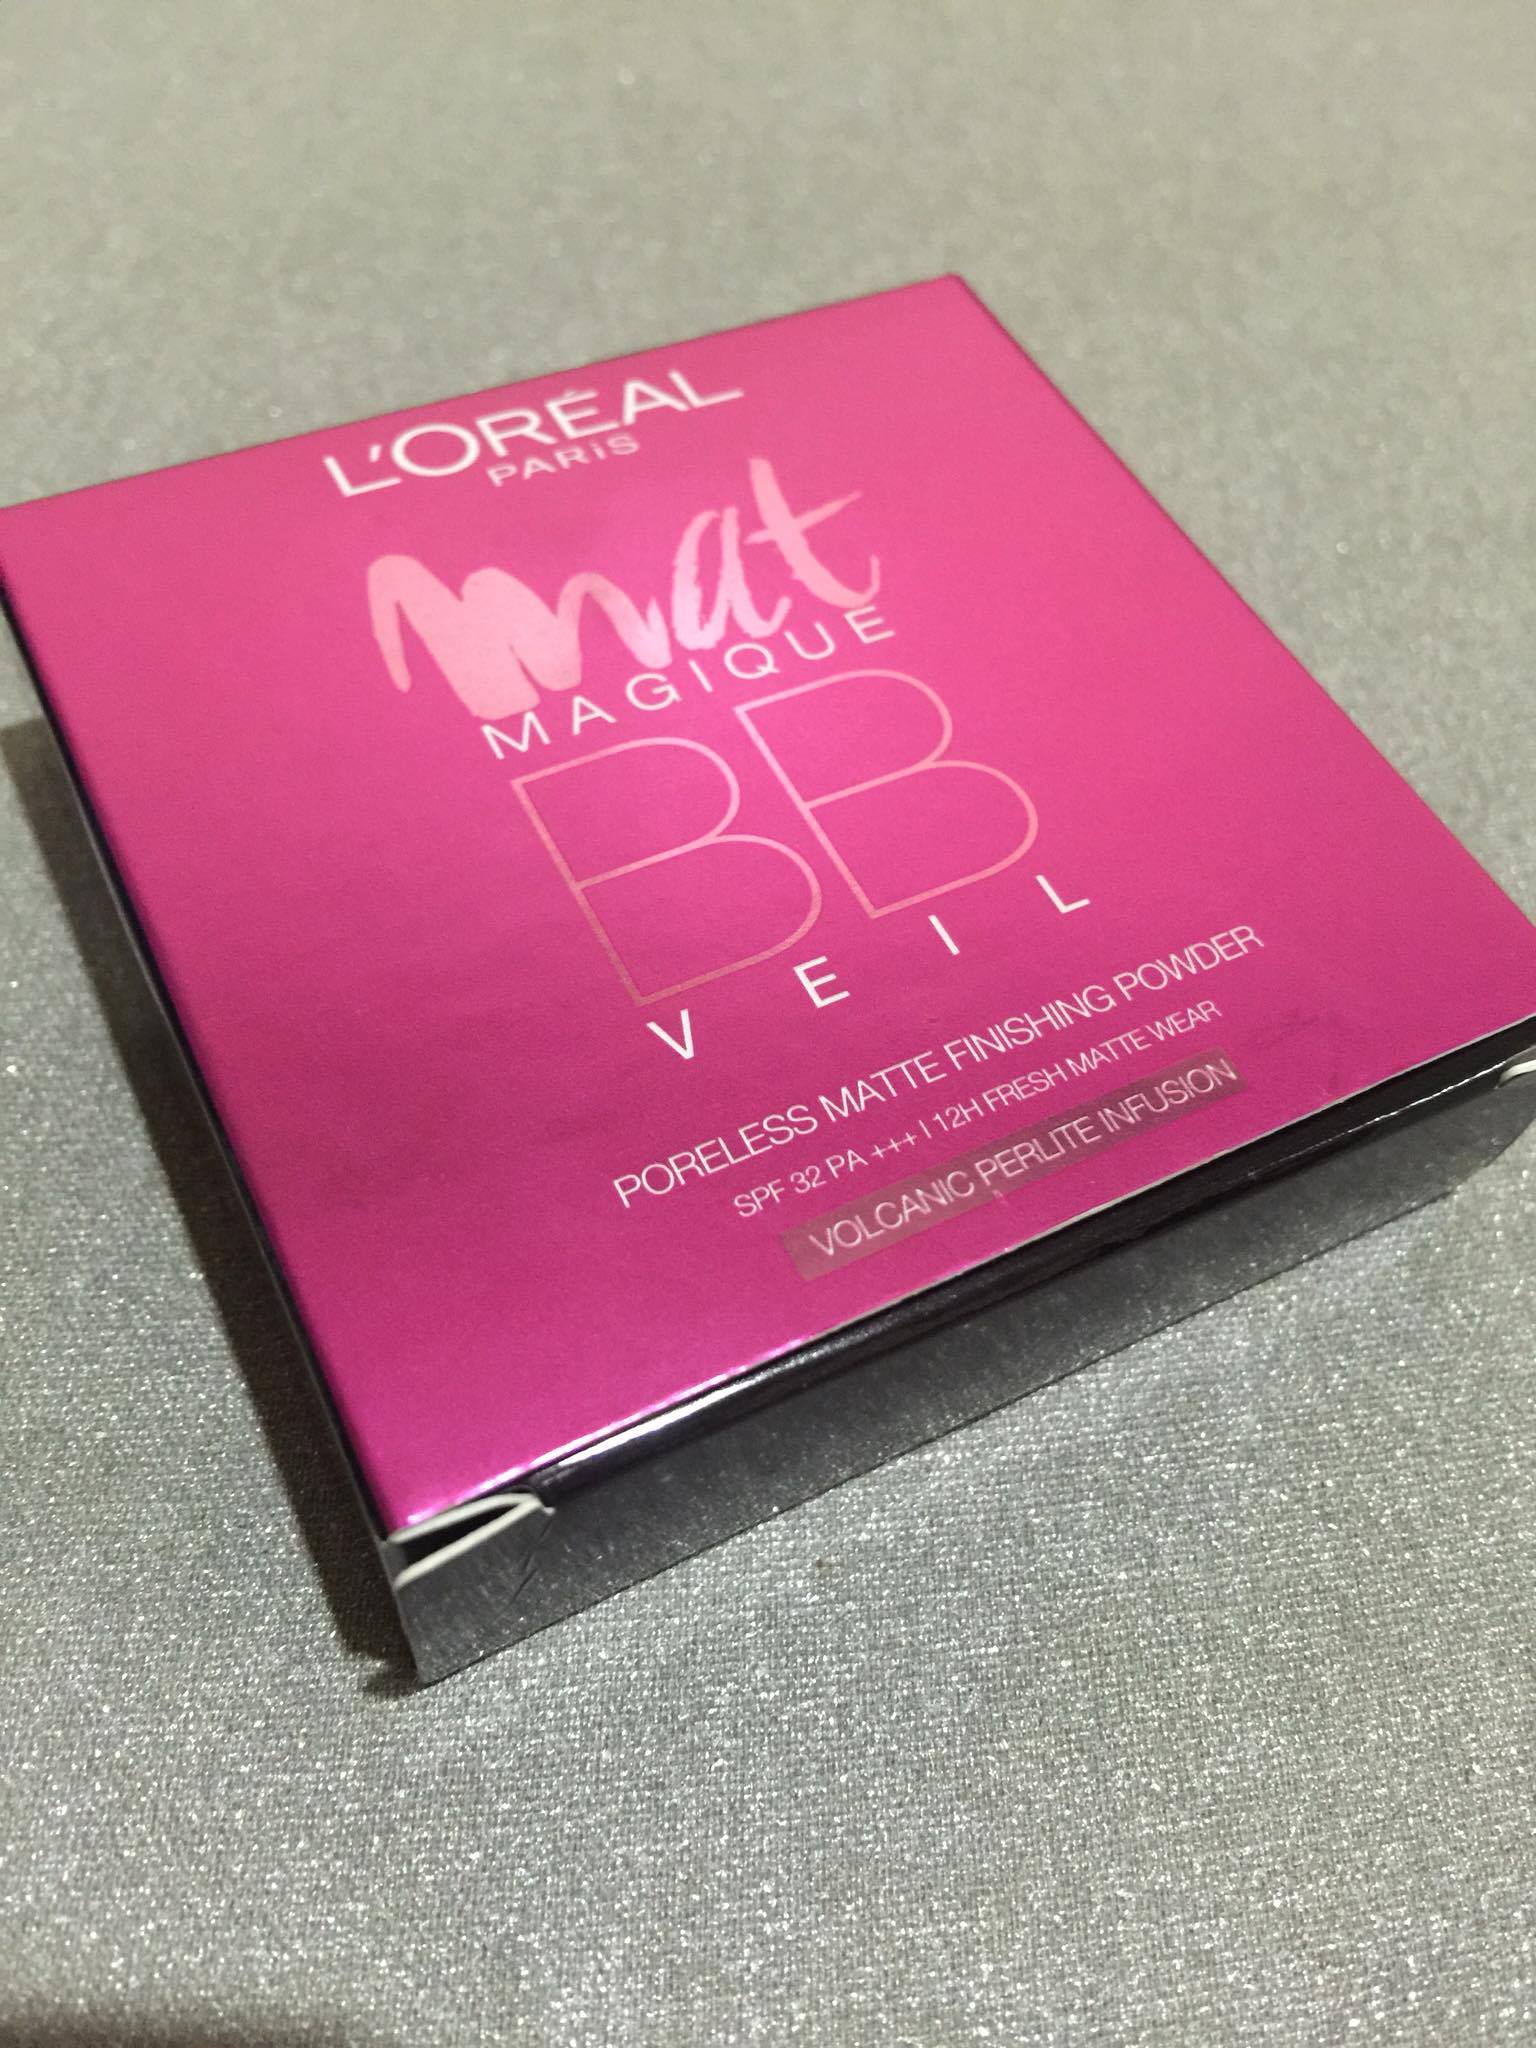 L'ORÉAL
PARiS
mat
MAGIQUE
BB
VEIL
PORELESS MATTE FINISHING POWDER
SPF 32 PA +++ | 12H FRESH MATTE WEAR
VOLCANIC PERLITE INFUSION